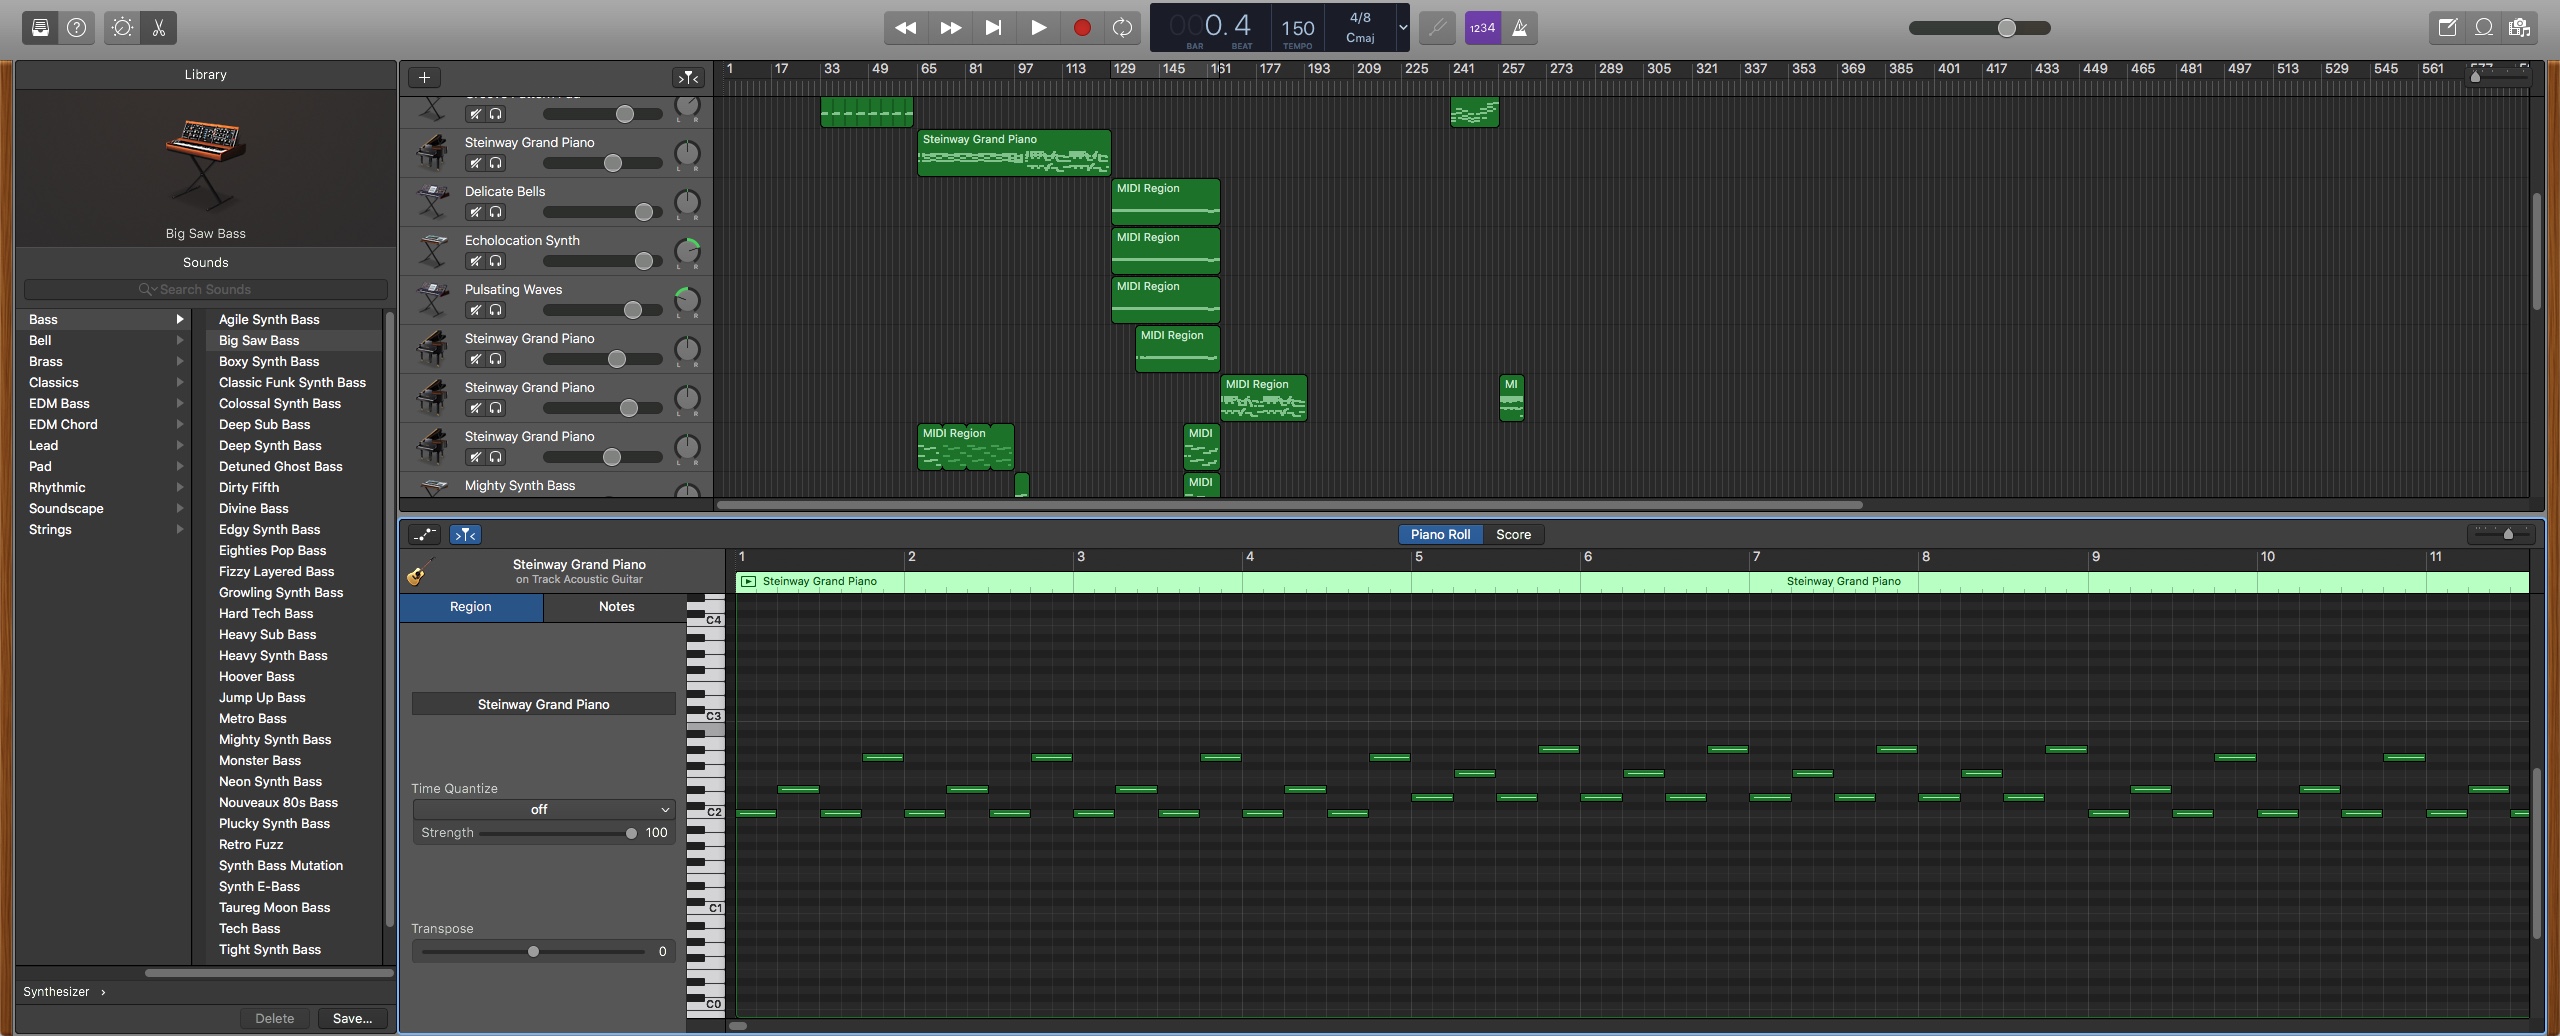 000. 4
BAR
BEAT
150
TEMPO
4/8
Cmaj
1234
Library
Big Saw Bass
Sounds
Search Sounds
Bass
Bell
Brass
Classics
EDM Bass
EDM Chord
Lead
Pad
Rhythmic
Soundscape
Strings
Agile Synth Bass
Big Saw Bass
Boxy Synth Bass
Classic Funk Synth Bass
Colossal Synth Bass
Deep Sub Bass
Deep Synth Bass
Detuned Ghost Bass
Dirty Fifth
Divine Bass
Edgy Synth Bass
Eighties Pop Bass
Fizzy Layered Bass
Growling Synth Bass
Hard Tech Bass
Heavy Sub Bass
Heavy Synth Bass
Hoover Bass
Jump Up Bass
Metro Bass
Mighty Synth Bass
Monster Bass
Neon Synth Bass
Nouveaux 80s Bass
Plucky Synth Bass
Retro Fuzz
Synth Bass Mutation
Synth E-Bass
Taureg Moon Bass
Tech Bass
Tight Synth Bass
Synthesizer ›
Delete
Save...
1 17 33 49 65 81 97 113 129 145 161 177 193 209 225 241 257 273 289 305 321 337 353 369 385 401 417 433 449 465 481 497 513 529 545 561
L R
Steinway Grand Piano
L R
Steinway Grand Piano
Delicate Bells
L R
MIDI Region
Echolocation Synth
L R
MIDI Region
Pulsating Waves
L R
MIDI Region
Steinway Grand Piano
L R
MIDI Region
Steinway Grand Piano
L R
MIDI Region
MI
Steinway Grand Piano
L R
MIDI Region
MIDI
Mighty Synth Bass
MIDI
Piano Roll
Score
Steinway Grand Piano
on Track Acoustic Guitar
Region
Notes
Steinway Grand Piano
Time Quantize
off
Strength
100
Transpose
0
1 2 3 4 5 6 7 8 9 10 11
Steinway Grand Piano
Steinway Grand Piano
C4
C3
C2
C1
C0